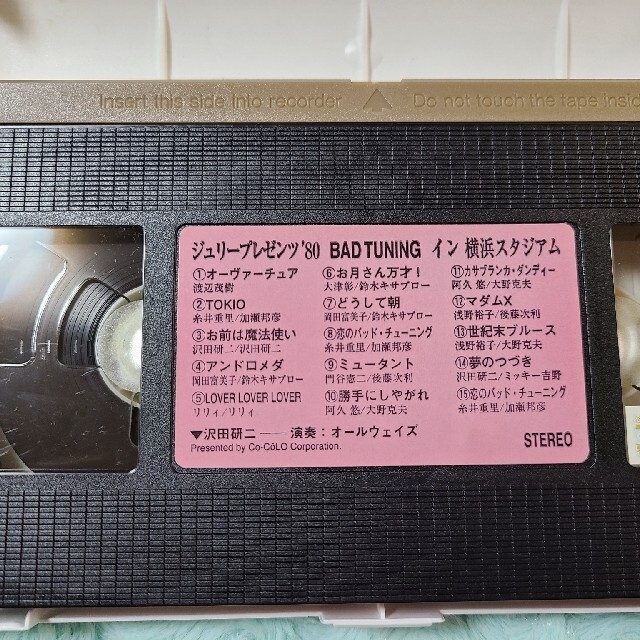 Insert this side into recorder
Do not touch the tape inside
ジュリープレゼンツ'80 BAD TUNING イン 横浜スタジアム
①オーヴァーチュア
渡辺茂樹
②TOKIO
糸井重里/加瀬邦彦
③お前は魔法使い
沢田研二/沢田研二
④アンドロメダ
岡田富美子/鈴木キサブロー
⑤LOVER LOVER LOVER
リリィ/リリィ
⑥お月さん万才!
大津彰/鈴木キサブロー
⑦どうして朝
岡田富美子/鈴木キサブロー
⑧恋のバッド・チューニング
糸井重里/加瀬邦彦
⑨ミュータント
門谷憲二/後藤次利
⑩勝手にしやがれ
阿久 悠/大野克夫
⑪カサブランカ・ダンディー
阿久 悠/大野克夫
⑫マダムX
浅野裕子/後藤次利
⑬世紀末ブルース
浅野裕子/大野克夫
⑭夢のつづき
沢田研二/ミッキー吉野
⑮恋のバッド・チューニング
糸井重里/加瀬邦彦
▼沢田研二――演奏:オールウェイズ
Presented by Co-CóLO Corporation.
STEREO